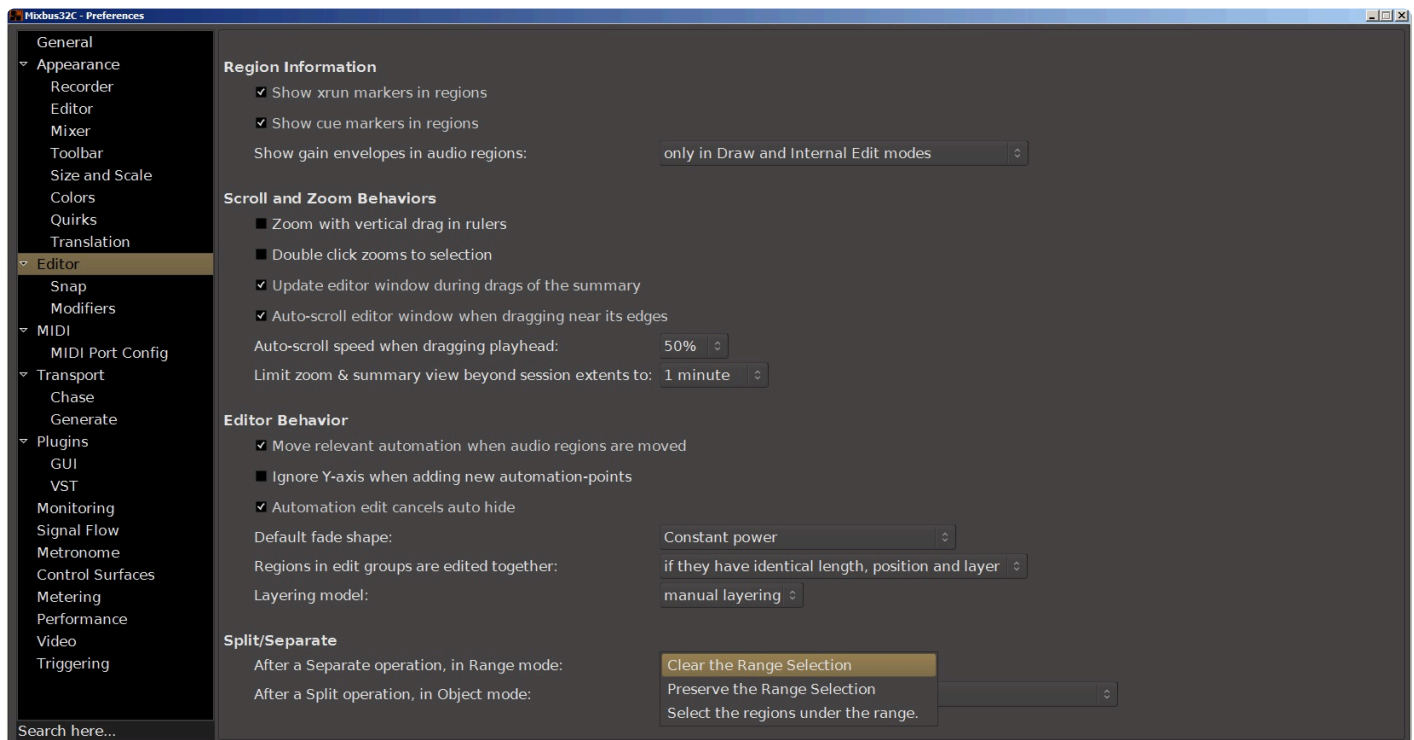 Mixbus32C - Preferences
General
Appearance
Recorder
Editor
Mixer
Toolbar
Size and Scale
Colors
Quirks
Translation
Editor
Snap
Modifiers
MIDI
MIDI Port Config
Transport
Chase
Generate
Plugins
GUI
VST
Monitoring
Signal Flow
Metronome
Control Surfaces
Metering
Performance
Video
Triggering
Search here...
Region Information
Show xrun markers in regions
Show cue markers in regions
Show gain envelopes in audio regions: only in Draw and Internal Edit modes
Scroll and Zoom Behaviors
Zoom with vertical drag in rulers
Double click zooms to selection
Update editor window during drags of the summary
Auto-scroll editor window when dragging near its edges
Auto-scroll speed when dragging playhead: 50%
Limit zoom & summary view beyond session extents to: 1 minute
Editor Behavior
Move relevant automation when audio regions are moved
Ignore Y-axis when adding new automation-points
Automation edit cancels auto hide
Default fade shape: Constant power
Regions in edit groups are edited together: if they have identical length, position and layer
Layering model: manual layering
Split/Separate
After a Separate operation, in Range mode: Clear the Range Selection
Preserve the Range Selection
After a Split operation, in Object mode:
Select the regions under the range.